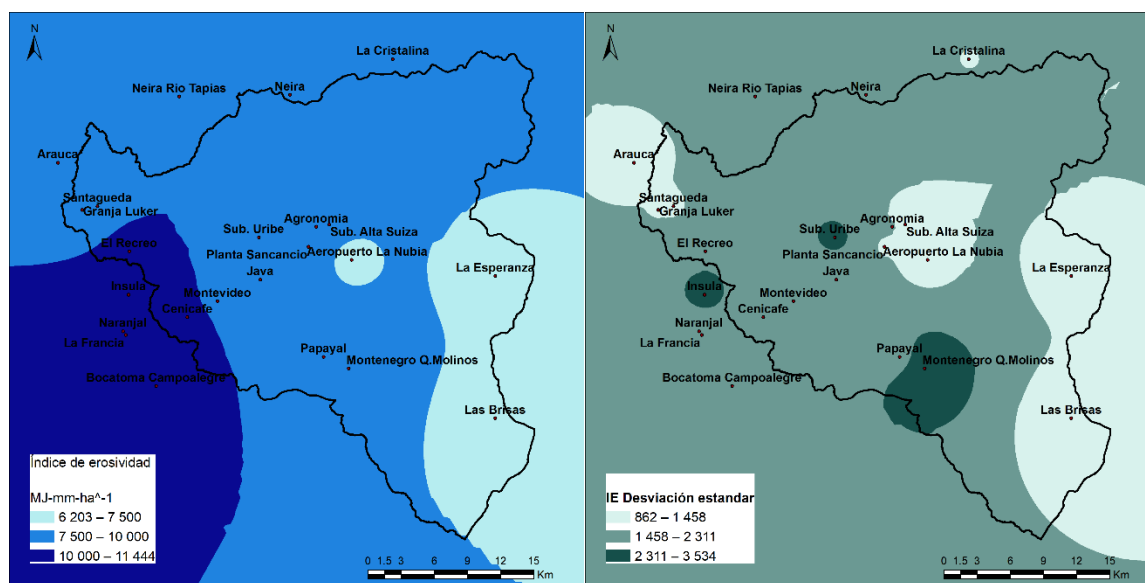 N
La Cristalina
Neira Rio Tapias
Neira
Arauca
Santagueda
Granja Luker
Agronomia
Sub. Uribe
Sub. Alta Suiza
El Recreo
Planta Sancancio
Aeropuerto La Nubia
Java
La Esperanza
Insula
Montevideo
Cenicafe
Naranjal
La Francia
Papayal
Montenegro Q.Molinos
Bocatoma Campoalegre
Las Brisas
Índice de erosividad
MJ-mm-ha^-1
6 203 – 7 500
7 500 – 10 000
10 000 – 11 444
0 1.5 3 6 9 12 15
Km
N
La Cristalina
Neira Rio Tapias
Neira
Arauca
Santagueda
Granja Luker
Agronomia
Sub. Uribe
Sub. Alta Suiza
El Recreo
Planta Sancancio
Aeropuerto La Nubia
Java
La Esperanza
Insula
Montevideo
Cenicafe
Naranjal
La Francia
Papayal
Montenegro Q.Molinos
Bocatoma Campoalegre
Las Brisas
IE Desviación estandar
862 – 1 458
1 458 – 2 311
2 311 – 3 534
0 1.5 3 6 9 12 15
Km